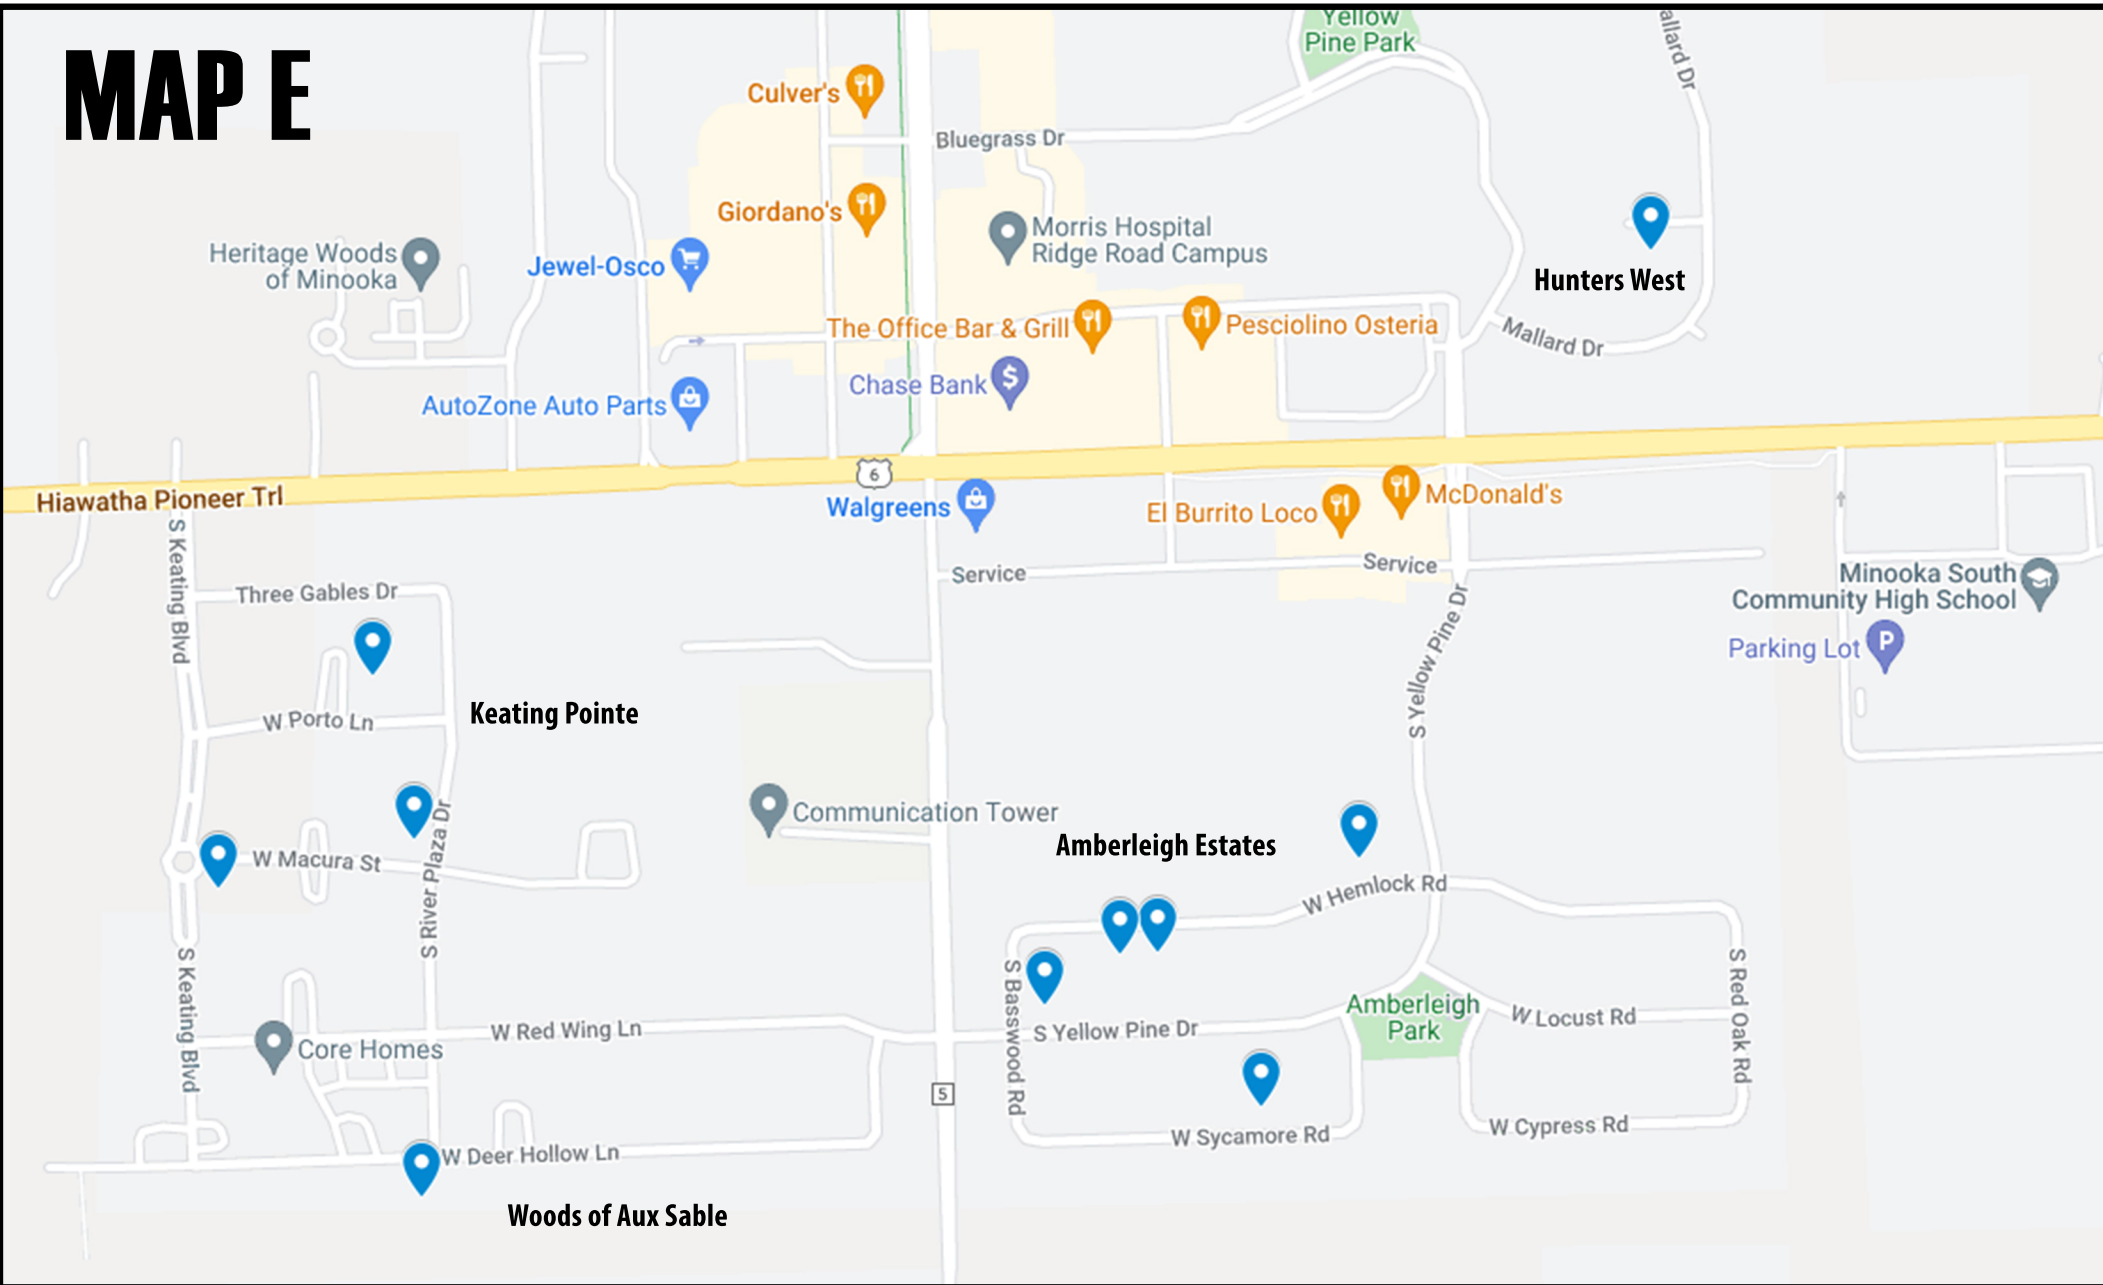 MAP E
Yellow
Pine Park
allard Dr
Culver's
Bluegrass Dr
Giordano's
Morris Hospital
Ridge Road Campus
Heritage Woods
of Minooka
Jewel-Osco
Hunters West
The Office Bar & Grill
Pesciolino Osteria
Mallard Dr
Chase Bank
AutoZone Auto Parts
6
Hiawatha Pioneer Trl
Walgreens
El Burrito Loco
McDonald's
S Keating Blvd
Service
Service
Minooka South
Community High School
Three Gables Dr
S Yellow Pine Dr
Parking Lot
P
W Porto Ln
Keating Pointe
Communication Tower
Amberleigh Estates
W Macura St
S River Plaza Dr
W Hemlock Rd
S Keating Blvd
S Basswood Rd
S Red Oak Rd
Amberleigh
Park
W Locust Rd
W Red Wing Ln
S Yellow Pine Dr
Core Homes
5
W Sycamore Rd
W Cypress Rd
W Deer Hollow Ln
Woods of Aux Sable